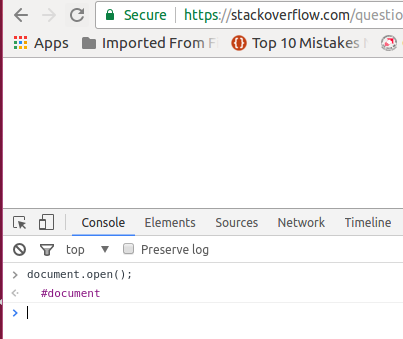 Secure https://stackoverflow.com/questio
Apps Imported From F Top 10 Mistakes
Console Elements Sources Network Timeline
top Preserve log
document.open();
#document